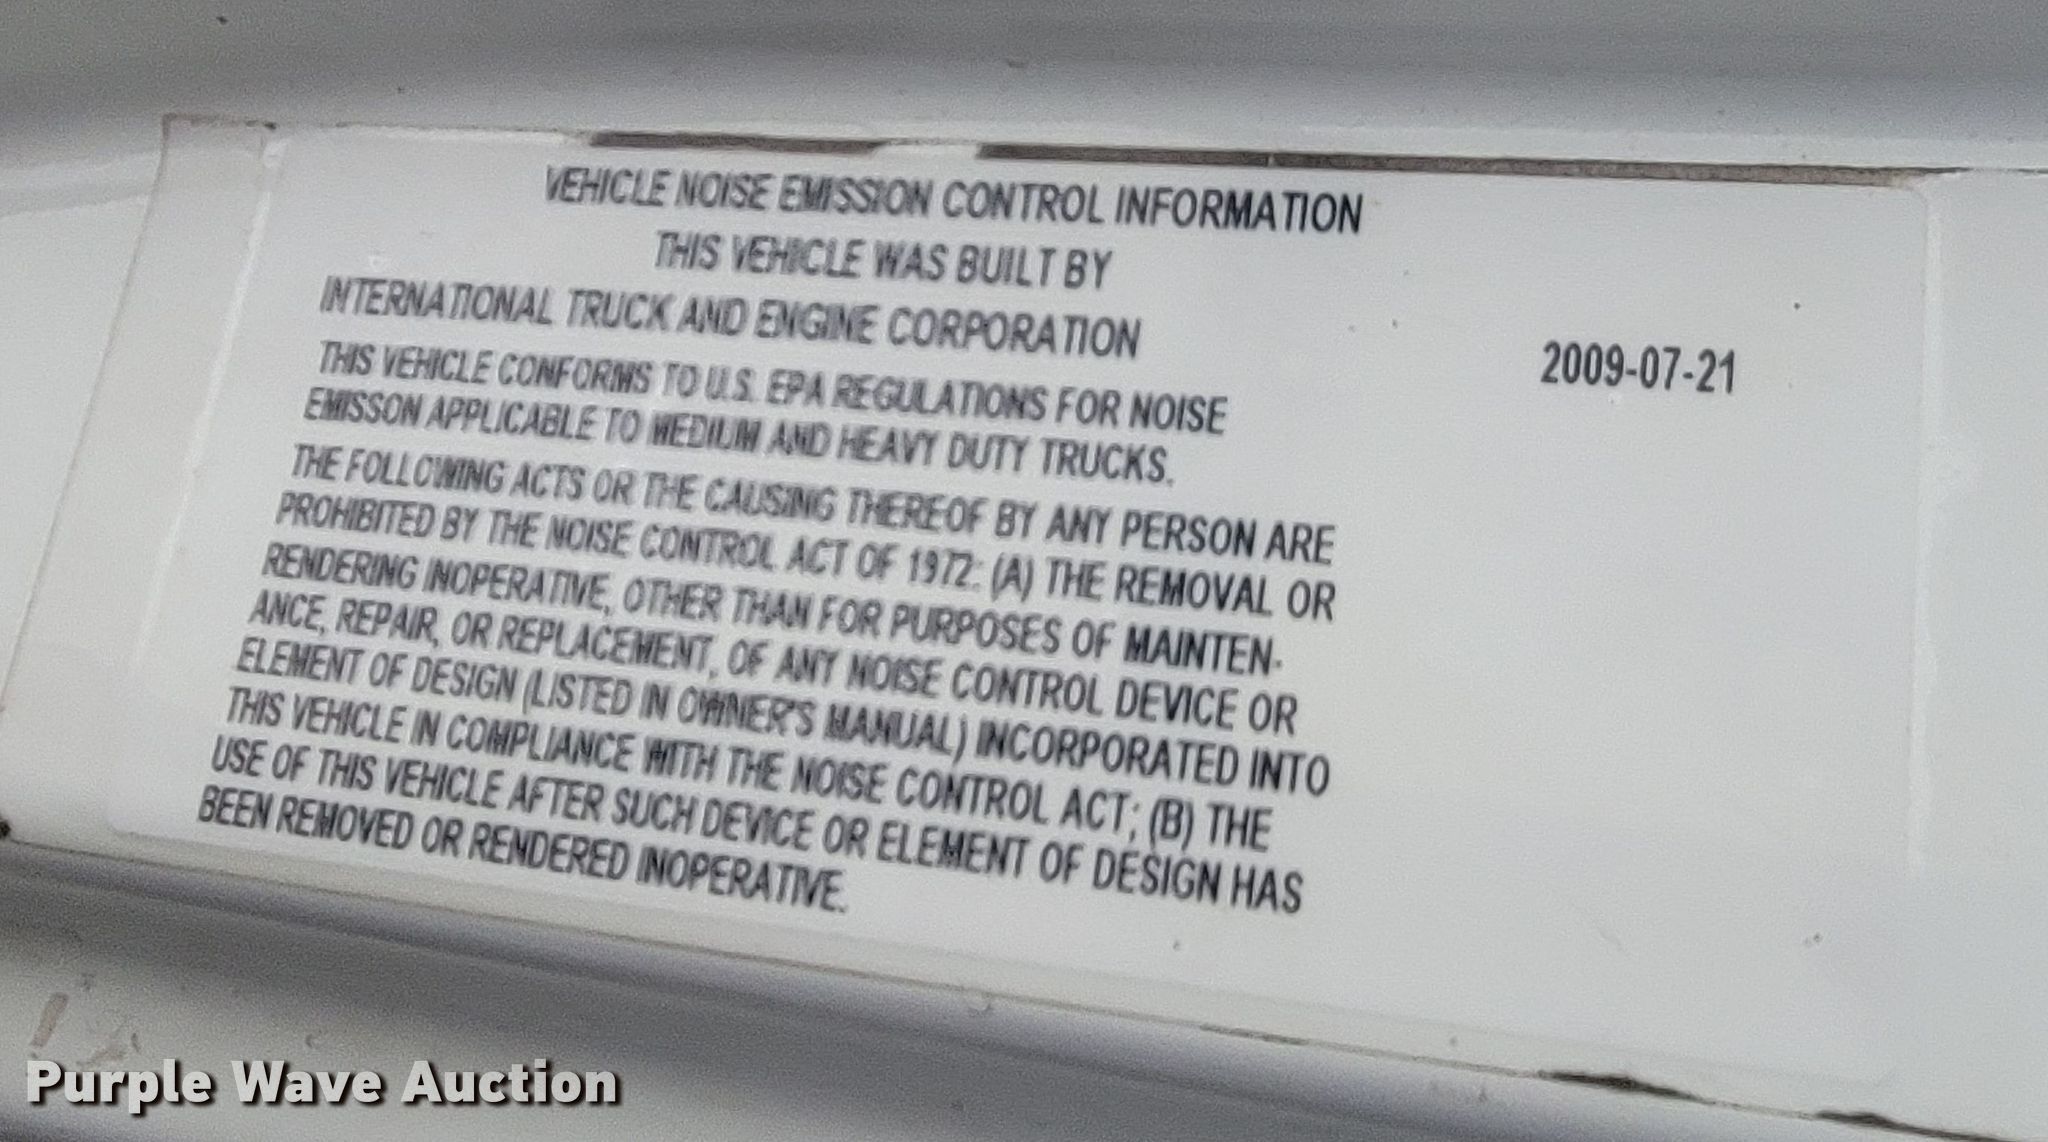 VEHICLE NOISE EMISSION CONTROL INFORMATION
THIS VEHICLE WAS BUILT BY
INTERNATIONAL TRUCK AND ENGINE CORPORATION
2009-07-21
THIS VEHICLE CONFORMS TO U.S. EPA REGULATIONS FOR NOISE
EMISSON APPLICABLE TO MEDIUM AND HEAVY DUTY TRUCKS.
THE FOLLOWING ACTS OR THE CAUSING THEREOF BY ANY PERSON ARE
PROHIBITED BY THE NOISE CONTROL ACT OF 1972: (A) THE REMOVAL OR
RENDERING INOPERATIVE, OTHER THAN FOR PURPOSES OF MAINTEN-
ANCE, REPAIR, OR REPLACEMENT, OF ANY NOISE CONTROL DEVICE OR
ELEMENT OF DESIGN (LISTED IN OWNER'S MANUAL) INCORPORATED INTO
THIS VEHICLE IN COMPLIANCE WITH THE NOISE CONTROL ACT; (B) THE
USE OF THIS VEHICLE AFTER SUCH DEVICE OR ELEMENT OF DESIGN HAS
BEEN REMOVED OR RENDERED INOPERATIVE.
Purple Wave Auction